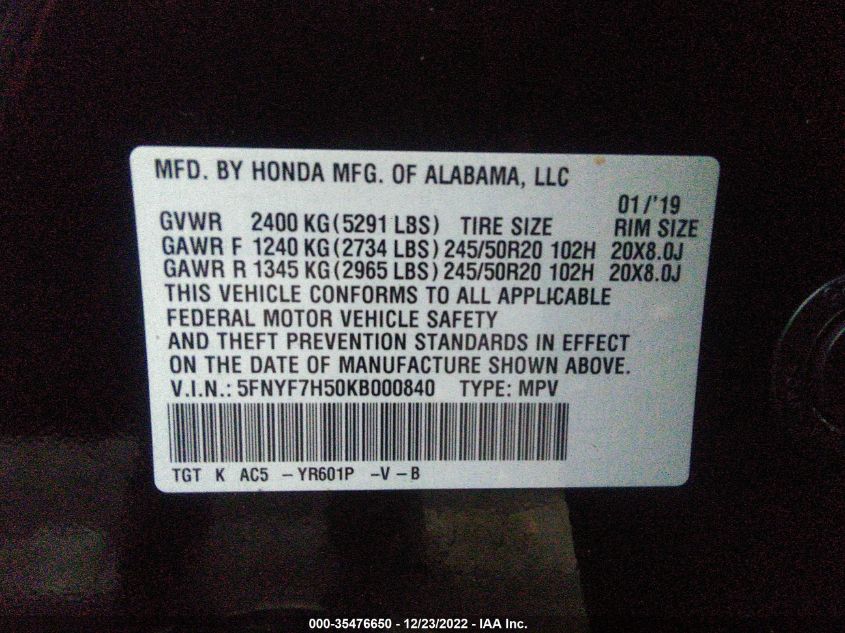 MFD. BY HONDA MFG. OF ALABAMA, LLC
01/'19
GVWR 2400 KG(5291 LBS) TIRE SIZE RIM SIZE
GAWR F 1240 KG(2734 LBS) 245/50R20 102H 20X8.0J
GAWR R 1345 KG(2965 LBS) 245/50R20 102H 20X8.0J
THIS VEHICLE CONFORMS TO ALL APPLICABLE
FEDERAL MOTOR VEHICLE SAFETY
AND THEFT PREVENTION STANDARDS IN EFFECT
ON THE DATE OF MANUFACTURE SHOWN ABOVE.
V.I.N.: 5FNYF7H50KB000840 TYPE: MPV
TGT K AC5 -YR601P -V-B
000-35476650 - 12/23/2022 - IAA Inc.